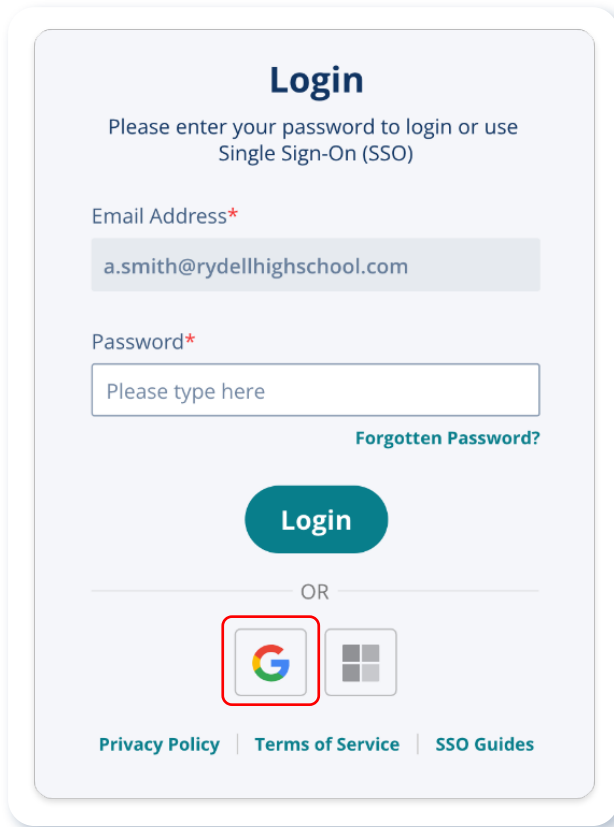 Login
Please enter your password to login or use
Single Sign-On (SSO)
Email Address*
a.smith@rydellhighschool.com
Password*
Please type here
Forgotten Password?
Login
OR
Privacy Policy | Terms of Service | SSO Guides